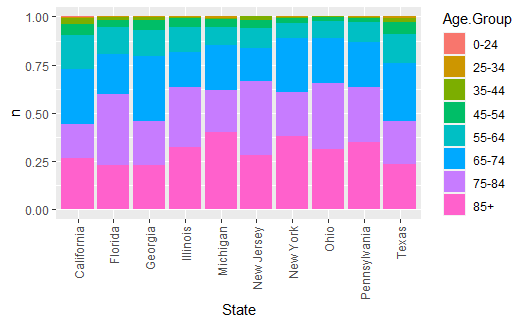 1.00
0.75
0.50
0.25
0.00
n
California
Florida
Georgia
Illinois
Michigan
New Jersey
New York
Ohio
Pennsylvania
Texas
State
Age.Group
0-24
25-34
35-44
45-54
55-64
65-74
75-84
85+